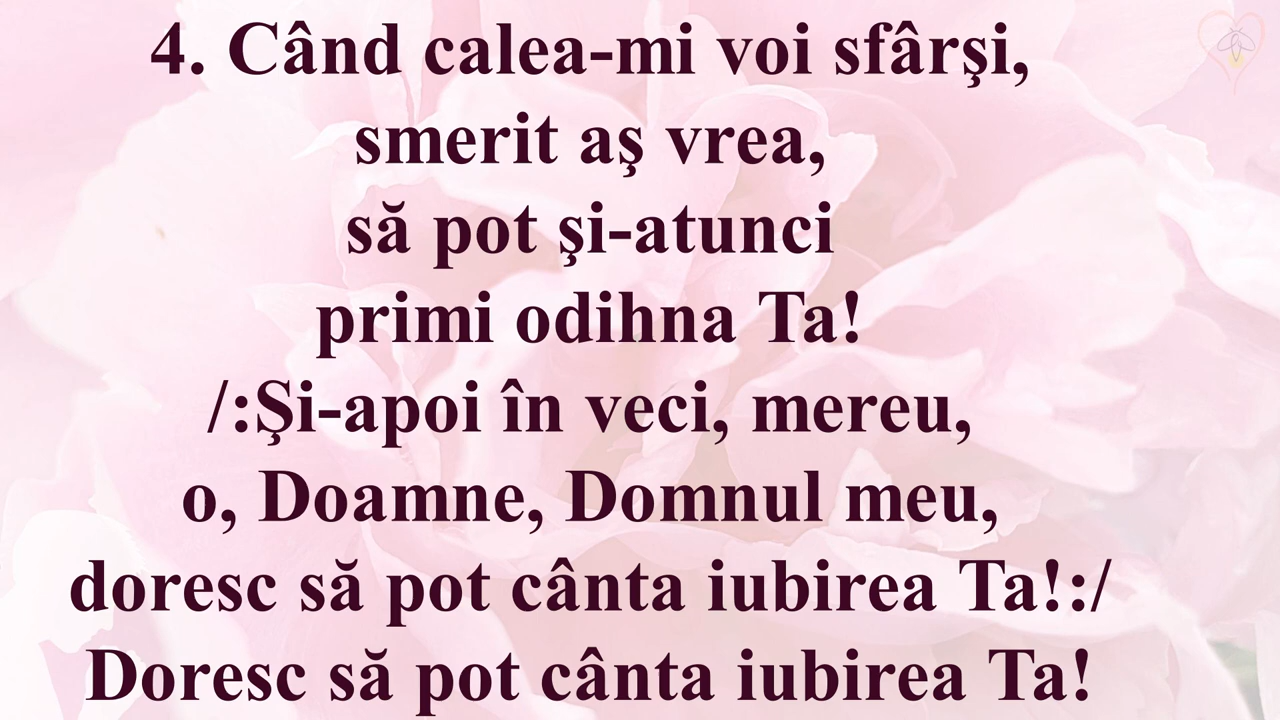 4. Când calea-mi voi sfârşi,
smerit aş vrea,
să pot şi-atunci
primi odihna Ta!
/:Şi-apoi în veci, mereu,
o, Doamne, Domnul meu,
doresc să pot cânta iubirea Ta!:/
Doresc să pot cânta iubirea Ta!